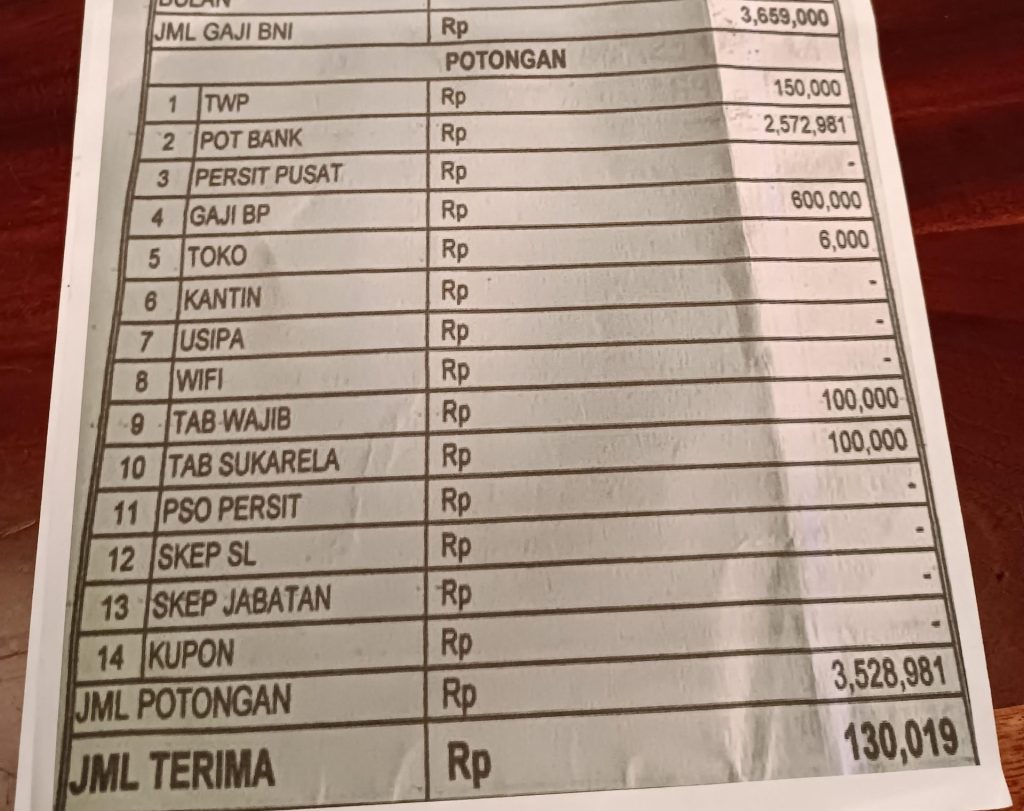 BULAN
JML GAJI BNI Rp 3,659,000
POTONGAN
1 TWP Rp 150,000
2 POT BANK Rp 2,572,981
3 PERSIT PUSAT Rp -
4 GAJI BP Rp 600,000
5 TOKO Rp 6,000
6 KANTIN Rp -
7 USIPA Rp -
8 WIFI Rp -
9 TAB WAJIB Rp 100,000
10 TAB SUKARELA Rp 100,000
11 PSO PERSIT Rp -
12 SKEP SL Rp -
13 SKEP JABATAN Rp -
14 KUPON Rp -
JML POTONGAN Rp 3,528,981
JML TERIMA Rp 130,019